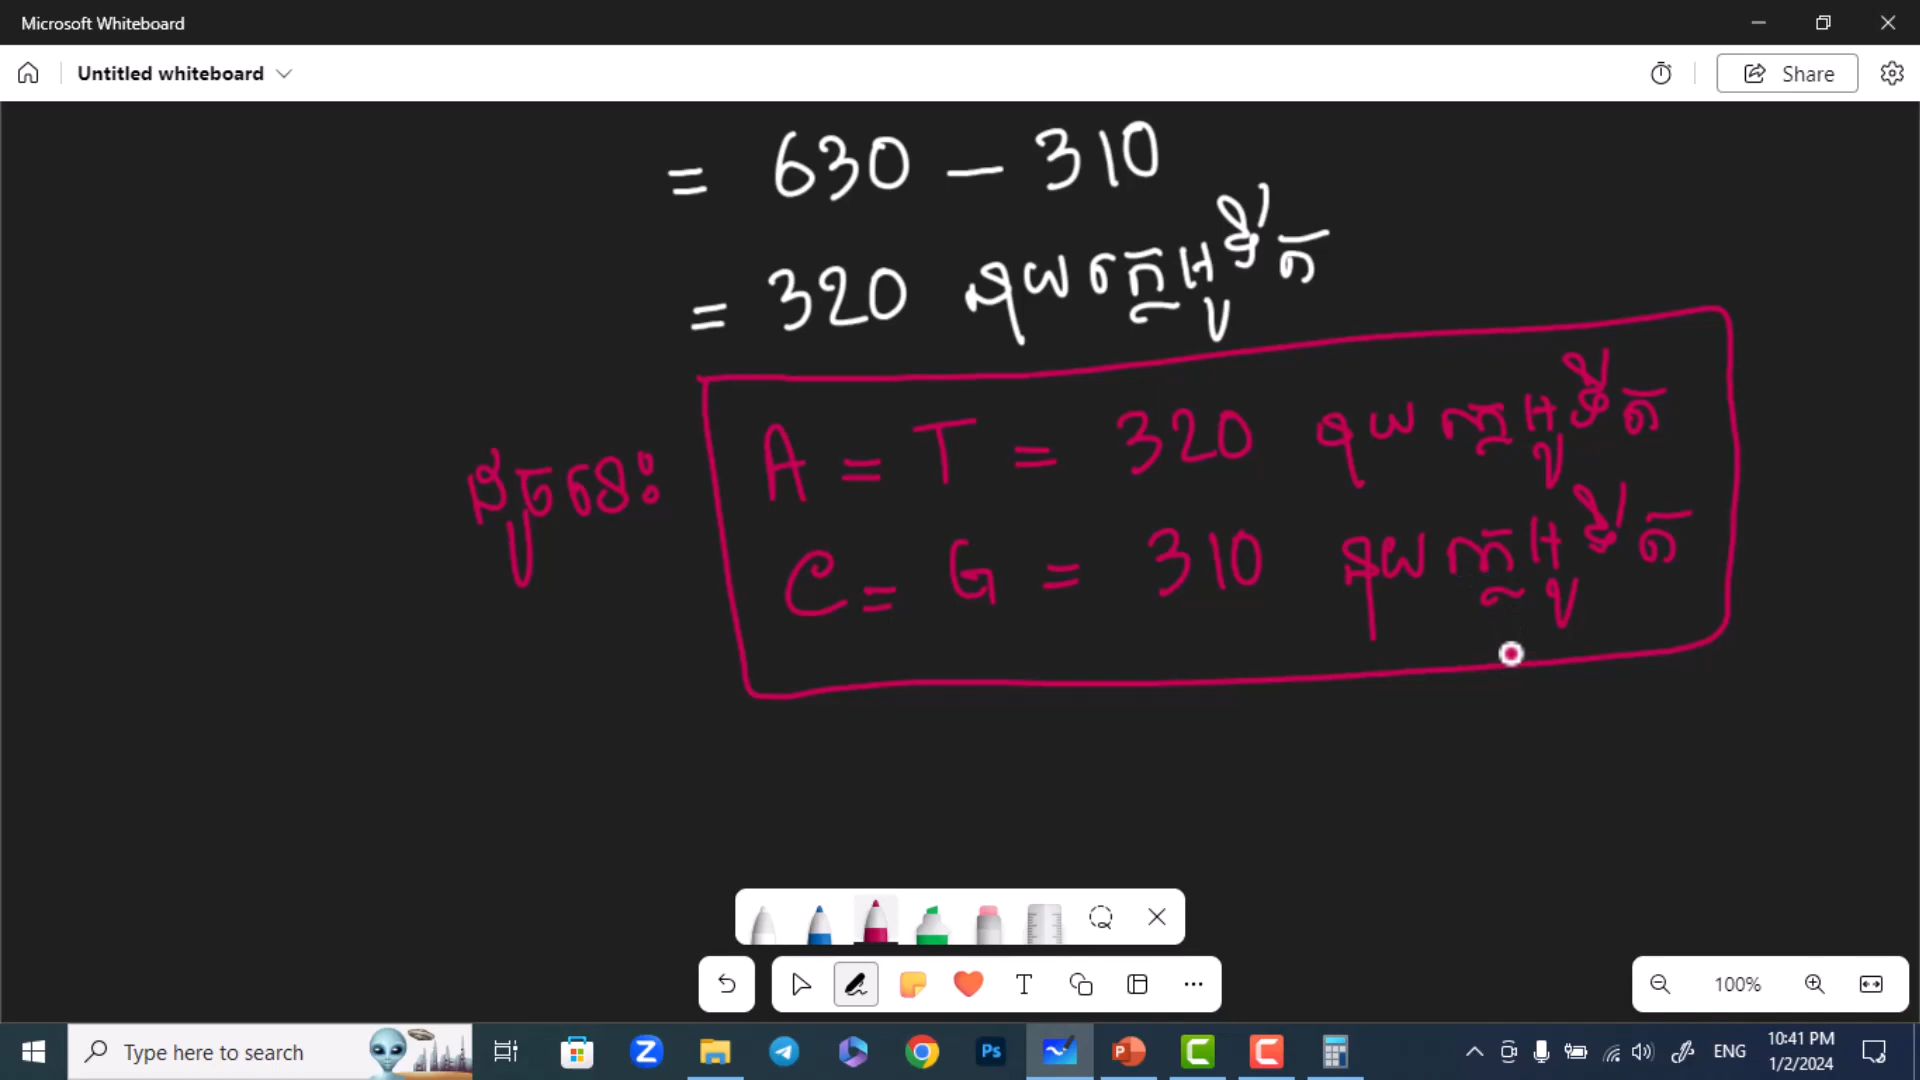 Microsoft Whiteboard
Untitled whiteboard
Share
= 630 - 310
= 320 នុយក្លេអូទីត
ដូចនេះ
A = T = 320 នុយក្លេអូទីត
C = G = 310 នុយក្លេអូទីត
100%
Type here to search
Ps
ENG
10:41 PM
1/2/2024